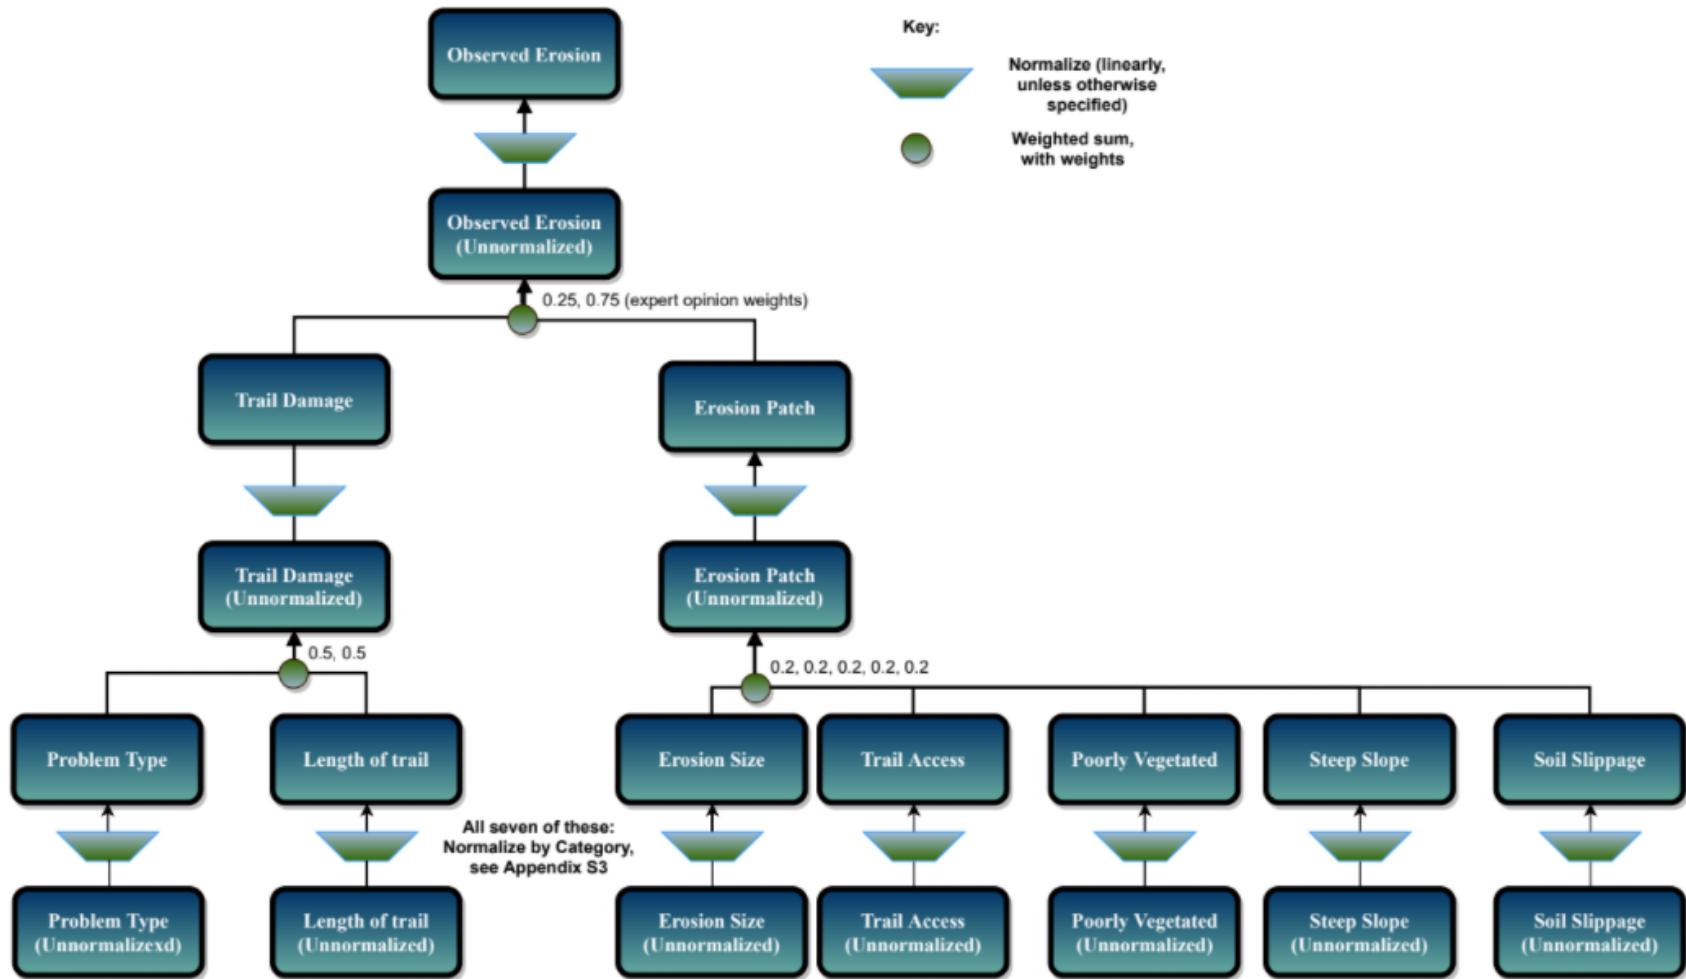 Key:
Observed Erosion
Normalize (linearly,
unless otherwise
specified)
Weighted sum,
with weights
Observed Erosion
(Unnormalized)
0.25, 0.75 (expert opinion weights)
Trail Damage
Erosion Patch
Trail Damage
(Unnormalized)
Erosion Patch
(Unnormalized)
0.5, 0.5
0.2, 0.2, 0.2, 0.2, 0.2
Problem Type
Length of trail
Erosion Size
Trail Access
Poorly Vegetated
Steep Slope
Soil Slippage
All seven of these:
Normalize by Category,
see Appendix S3
Problem Type
(Unnormalizexd)
Length of trail
(Unnormalized)
Erosion Size
(Unnormalized)
Trail Access
(Unnormalized)
Poorly Vegetated
(Unnormalized)
Steep Slope
(Unnormalized)
Soil Slippage
(Unnormalized)